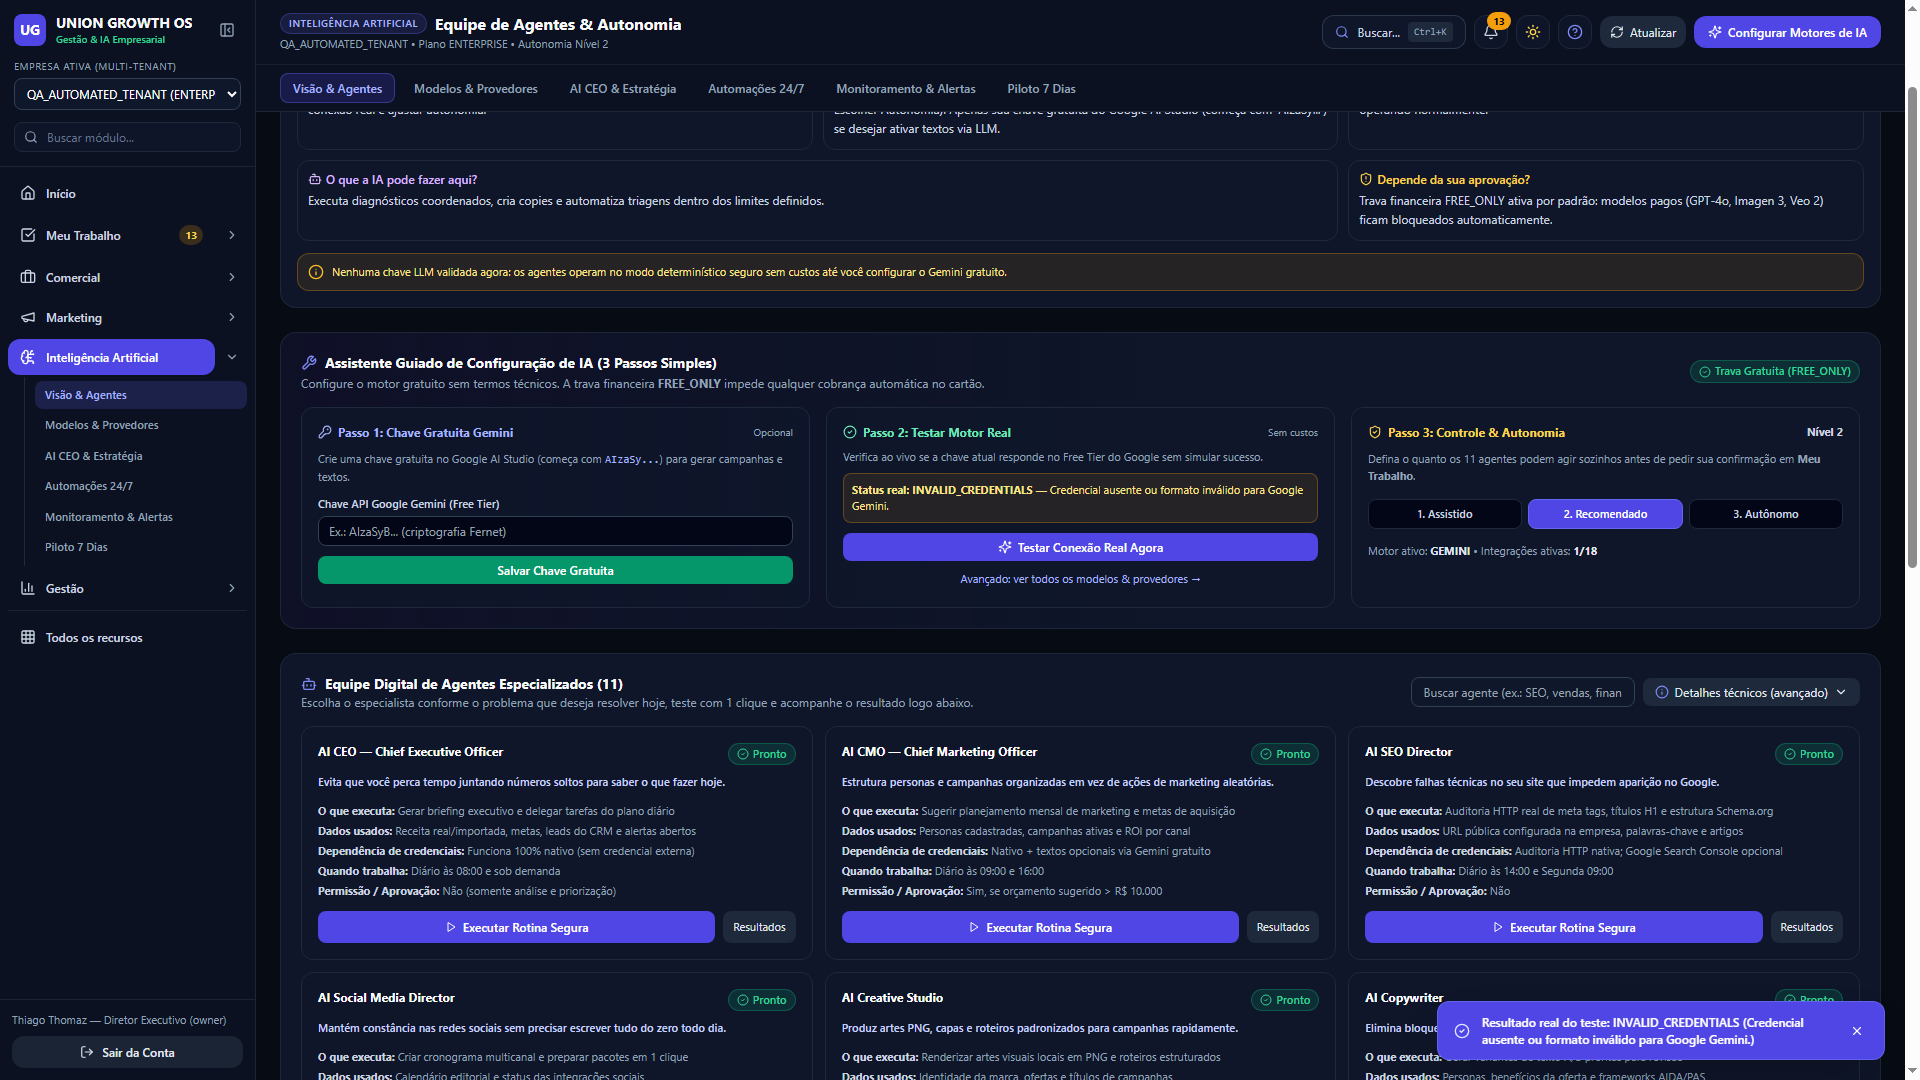 UG
UNION GROWTH OS
Gestão & IA Empresarial
EMPRESA ATIVA (MULTI-TENANT)
QA_AUTOMATED_TENANT (ENTERP
Buscar módulo...
Início
Meu Trabalho
13
Comercial
Marketing
Inteligência Artificial
Visão & Agentes
Modelos & Provedores
AI CEO & Estratégia
Automações 24/7
Monitoramento & Alertas
Piloto 7 Dias
Gestão
Todos os recursos
Thiago Thomaz — Diretor Executivo (owner)
Sair da Conta
INTELIGÊNCIA ARTIFICIAL
Equipe de Agentes & Autonomia
QA_AUTOMATED_TENANT • Plano ENTERPRISE • Autonomia Nível 2
Buscar...
Ctrl+K
13
Atualizar
Configurar Motores de IA
Visão & Agentes
Modelos & Provedores
AI CEO & Estratégia
Automações 24/7
Monitoramento & Alertas
Piloto 7 Dias
se desejar ativar textos via LLM.
O que a IA pode fazer aqui?
Executa diagnósticos coordenados, cria copies e automatiza triagens dentro dos limites definidos.
Depende da sua aprovação?
Trava financeira FREE_ONLY ativa por padrão: modelos pagos (GPT-4o, Imagen 3, Veo 2)
ficam bloqueados automaticamente.
Nenhuma chave LLM validada agora: os agentes operam no modo determinístico seguro sem custos até você configurar o Gemini gratuito.
Assistente Guiado de Configuração de IA (3 Passos Simples)
Configure o motor gratuito sem termos técnicos. A trava financeira FREE_ONLY impede qualquer cobrança automática no cartão.
Trava Gratuita (FREE_ONLY)
Passo 1: Chave Gratuita Gemini
Opcional
Crie uma chave gratuita no Google AI Studio (começa com AIzaSy...) para gerar campanhas e
textos.
Chave API Google Gemini (Free Tier)
Ex.: AIzaSyB... (criptografia Fernet)
Salvar Chave Gratuita
Passo 2: Testar Motor Real
Sem custos
Verifica ao vivo se a chave atual responde no Free Tier do Google sem simular sucesso.
Status real: INVALID_CREDENTIALS — Credencial ausente ou formato inválido para Google
Gemini.
Testar Conexão Real Agora
Avançado: ver todos os modelos & provedores →
Passo 3: Controle & Autonomia
Nível 2
Defina o quanto os 11 agentes podem agir sozinhos antes de pedir sua confirmação em Meu
Trabalho.
1. Assistido
2. Recomendado
3. Autônomo
Motor ativo: GEMINI • Integrações ativas: 1/18
Equipe Digital de Agentes Especializados (11)
Escolha o especialista conforme o problema que deseja resolver hoje, teste com 1 clique e acompanhe o resultado logo abaixo.
Buscar agente (ex.: SEO, vendas, finan
Detalhes técnicos (avançado)
AI CEO — Chief Executive Officer
Pronto
Evita que você perca tempo juntando números soltos para saber o que fazer hoje.
O que executa: Gerar briefing executivo e delegar tarefas do plano diário
Dados usados: Receita real/importada, metas, leads do CRM e alertas abertos
Dependência de credenciais: Funciona 100% nativo (sem credencial externa)
Quando trabalha: Diário às 08:00 e sob demanda
Permissão / Aprovação: Não (somente análise e priorização)
Executar Rotina Segura
Resultados
AI CMO — Chief Marketing Officer
Pronto
Estrutura personas e campanhas organizadas em vez de ações de marketing aleatórias.
O que executa: Sugerir planejamento mensal de marketing e metas de aquisição
Dados usados: Personas cadastradas, campanhas ativas e ROI por canal
Dependência de credenciais: Nativo + textos opcionais via Gemini gratuito
Quando trabalha: Diário às 09:00 e 16:00
Permissão / Aprovação: Sim, se orçamento sugerido > R$ 10.000
Executar Rotina Segura
Resultados
AI SEO Director
Pronto
Descobre falhas técnicas no seu site que impedem aparição no Google.
O que executa: Auditoria HTTP real de meta tags, títulos H1 e estrutura Schema.org
Dados usados: URL pública configurada na empresa, palavras-chave e artigos
Dependência de credenciais: Auditoria HTTP nativa; Google Search Console opcional
Quando trabalha: Diário às 14:00 e Segunda 09:00
Permissão / Aprovação: Não
Executar Rotina Segura
Resultados
AI Social Media Director
Pronto
Mantém constância nas redes sociais sem precisar escrever tudo do zero todo dia.
O que executa: Criar cronograma multicanal e preparar pacotes em 1 clique
Dados usados: Calendário editorial e status das integrações sociais
AI Creative Studio
Pronto
Produz artes PNG, capas e roteiros padronizados para campanhas rapidamente.
O que executa: Renderizar artes visuais locais em PNG e roteiros estruturados
Dados usados: Identidade da marca, ofertas e títulos de campanhas
AI Copywriter
Pronto
Elimina bloque
O que executa:
Dados usados: Personas, benefícios da oferta e frameworks AIDA/PAS
Resultado real do teste: INVALID_CREDENTIALS (Credencial
ausente ou formato inválido para Google Gemini.)